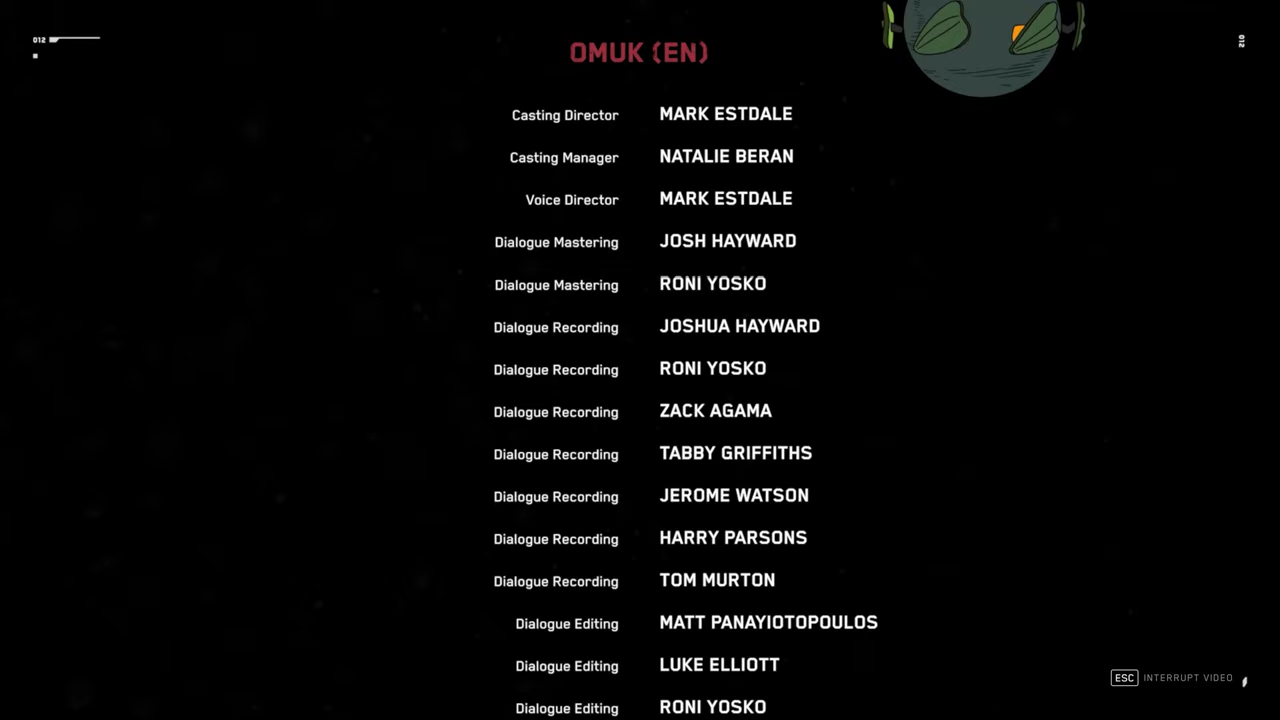 012
012
OMUK (EN)
Casting Director MARK ESTDALE
Casting Manager NATALIE BERAN
Voice Director MARK ESTDALE
Dialogue Mastering JOSH HAYWARD
Dialogue Mastering RONI YOSKO
Dialogue Recording JOSHUA HAYWARD
Dialogue Recording RONI YOSKO
Dialogue Recording ZACK AGAMA
Dialogue Recording TABBY GRIFFITHS
Dialogue Recording JEROME WATSON
Dialogue Recording HARRY PARSONS
Dialogue Recording TOM MURTON
Dialogue Editing MATT PANAYIOTOPOULOS
Dialogue Editing LUKE ELLIOTT
Dialogue Editing RONI YOSKO
ESC INTERRUPT VIDEO